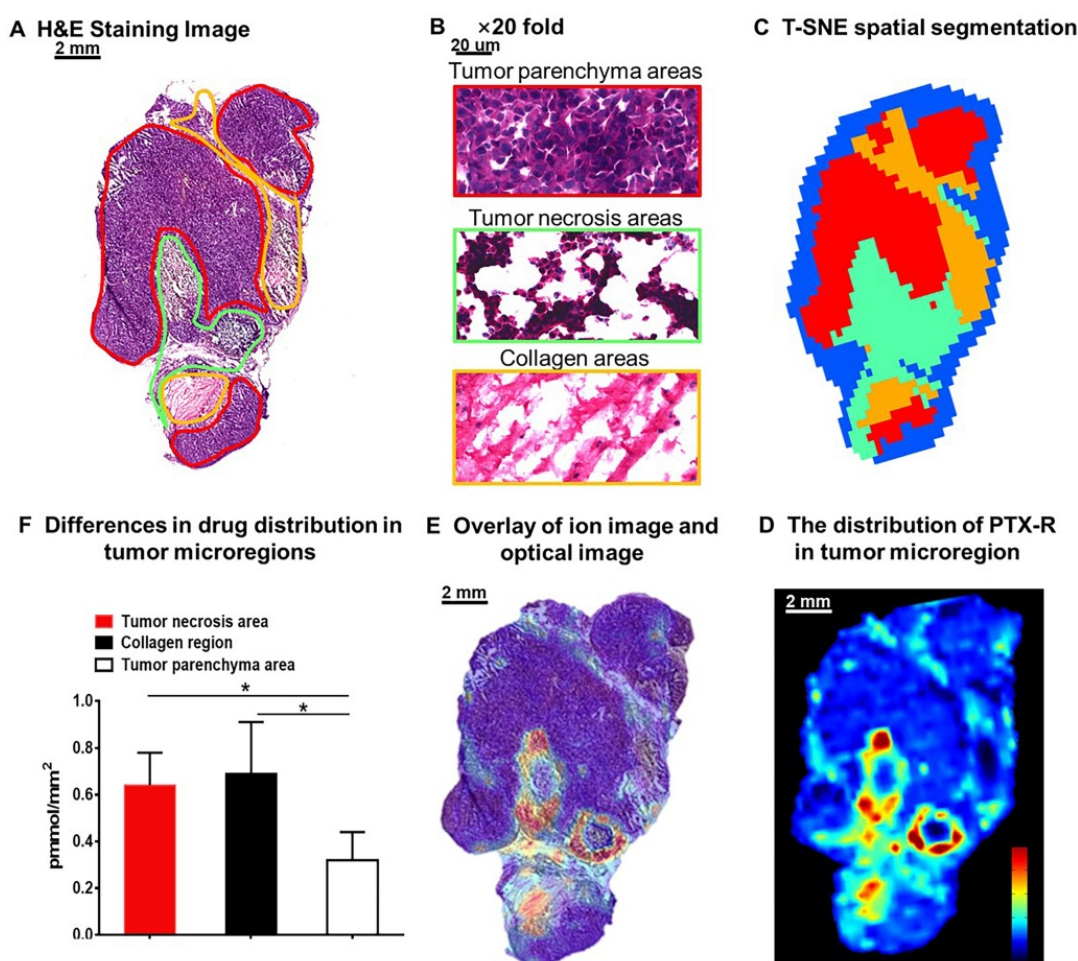 A H&E Staining Image
2 mm
B ×20 fold
20 um
Tumor parenchyma areas
Tumor necrosis areas
Collagen areas
C T-SNE spatial segmentation
F Differences in drug distribution in
tumor microregions
Tumor necrosis area
Collagen region
Tumor parenchyma area
pmmol/mm²
1.0
0.8
0.6
0.4
0.2
0.0
*
*
E Overlay of ion image and
optical image
2 mm
D The distribution of PTX-R
in tumor microregion
2 mm